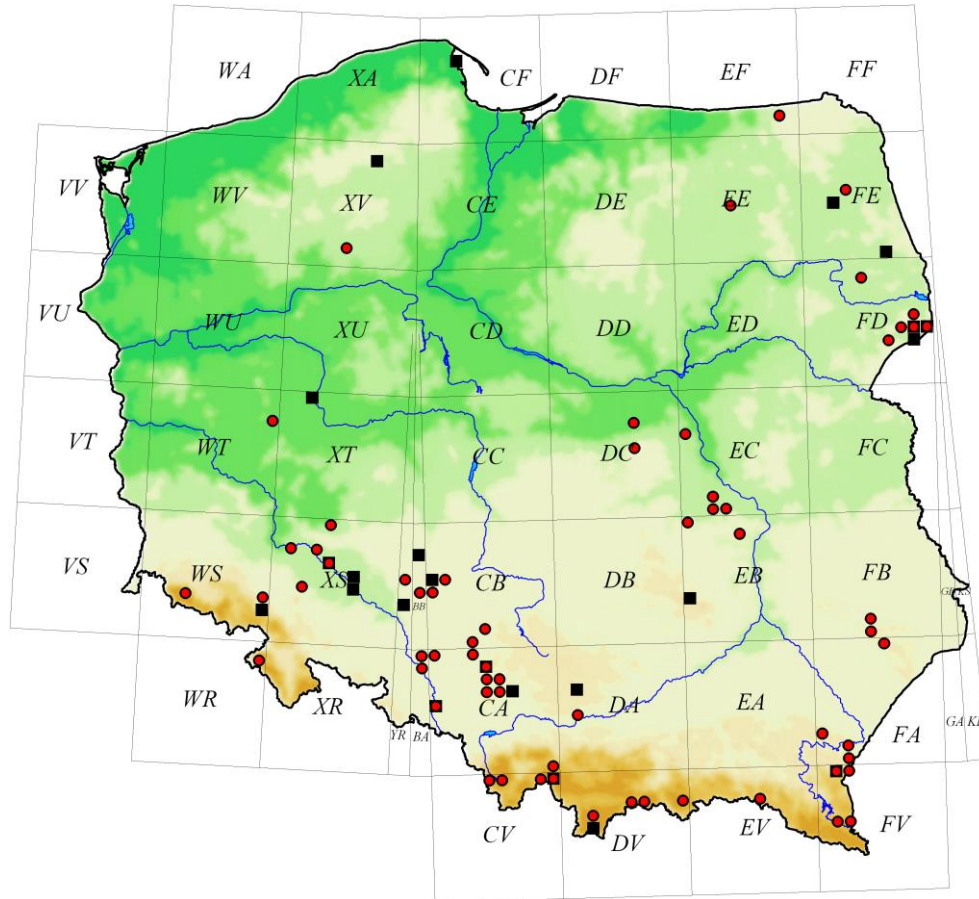 WA XA CF DF EF FF
VV WV XV CE DE EE FE
VU WU XU CD DD ED FD
VT WT XT CC DC EC FC
VS WS XS BB CB DB EB FB
WR XR YR BA CA DA EA FA GA
CV DV EV FV